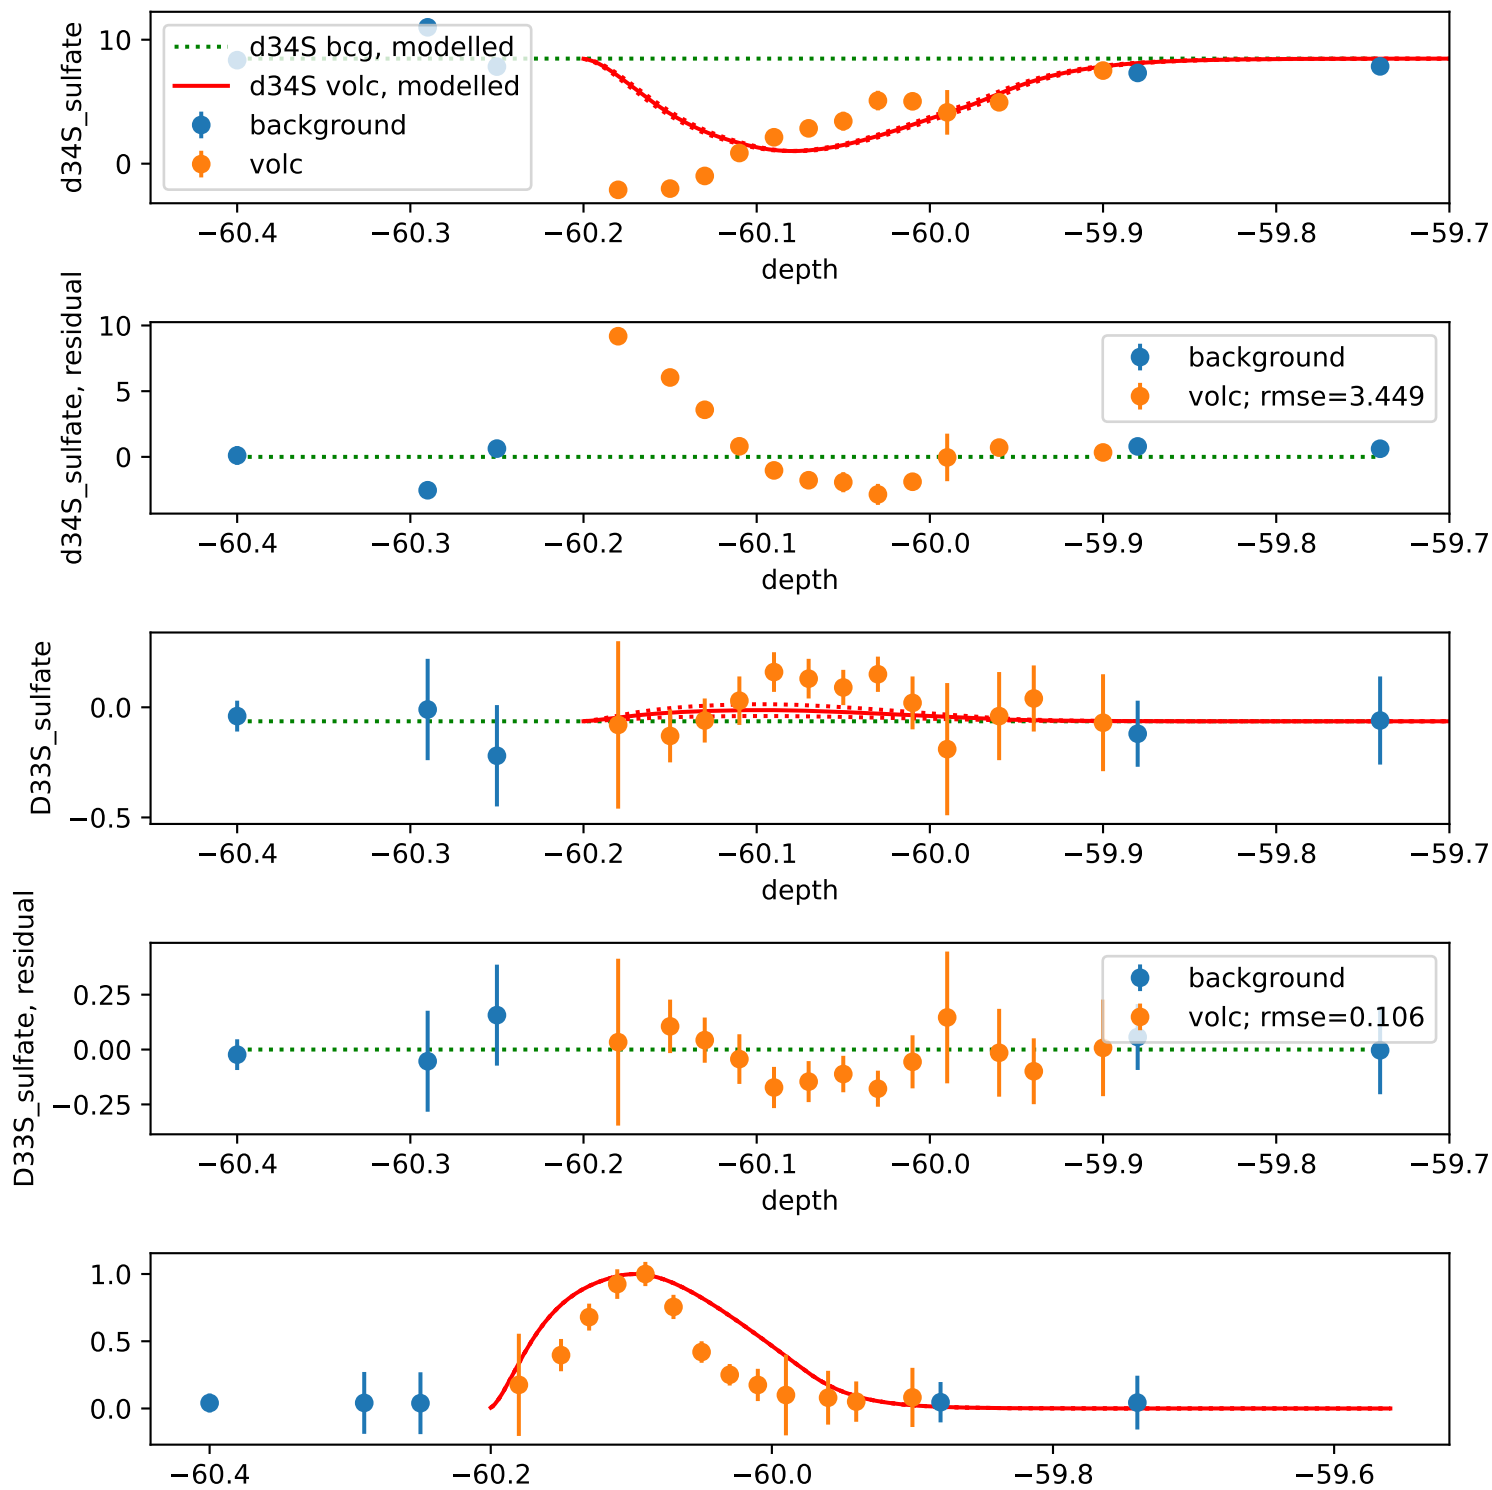 10
0
d34S_sulfate
d34S bcg, modelled
d34S volc, modelled
background
volc
−60.4 −60.3 −60.2 −60.1 −60.0 −59.9 −59.8 −59.7
depth
10
5
0
d34S_sulfate, residual
background
volc; rmse=3.449
−60.4 −60.3 −60.2 −60.1 −60.0 −59.9 −59.8 −59.7
depth
0.0
−0.5
D33S_sulfate
−60.4 −60.3 −60.2 −60.1 −60.0 −59.9 −59.8 −59.7
depth
0.25
0.00
−0.25
D33S_sulfate, residual
background
volc; rmse=0.106
−60.4 −60.3 −60.2 −60.1 −60.0 −59.9 −59.8 −59.7
depth
1.0
0.5
0.0
−60.4 −60.2 −60.0 −59.8 −59.6